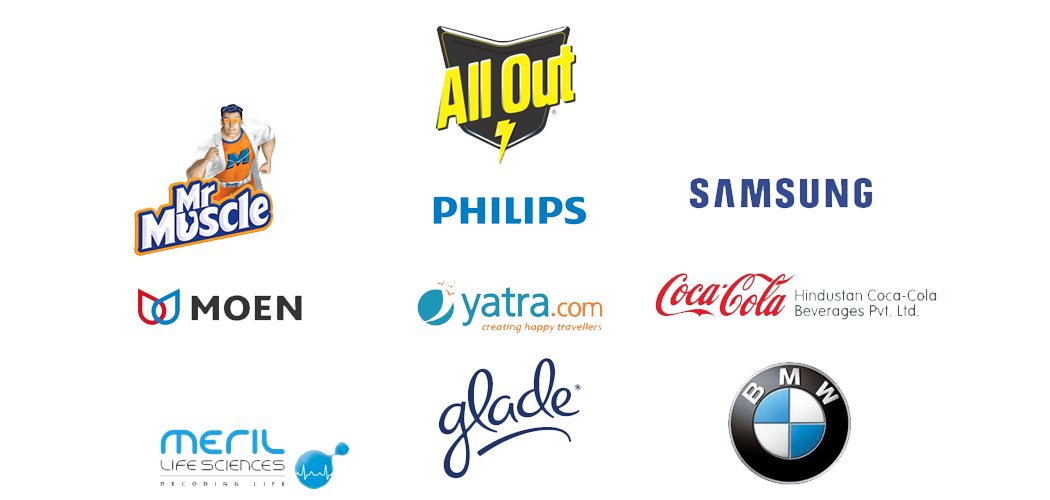 All Out
®
M
Mr
Muscle
PHILIPS
SAMSUNG
MOEN
yatra.com
creating happy travellers
Coca-Cola
Hindustan Coca-Cola
Beverages Pvt. Ltd.
glade®
BMW
meril
LIFE SCIENCES
DECODING LIFE